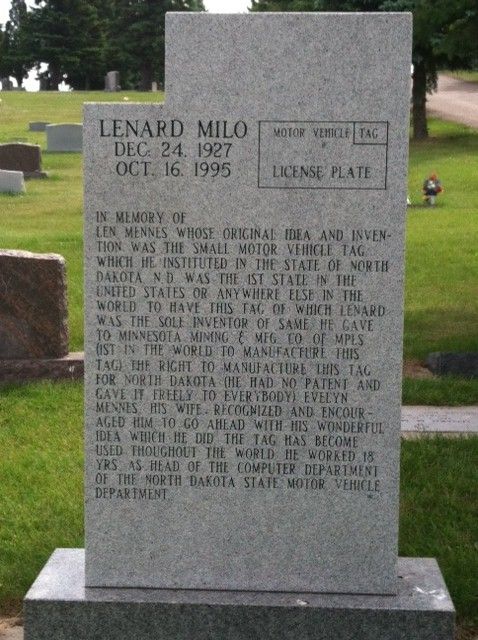 LENARD MILO
DEC. 24. 1927
OCT. 16. 1995
MOTOR VEHICLE TAG
LICENSE PLATE
IN MEMORY OF
LEN MENNES WHOSE ORIGINAL IDEA AND INVEN-
TION WAS THE SMALL MOTOR VEHICLE TAG
WHICH HE INSTITUTED IN THE STATE OF NORTH
DAKOTA. N.D. WAS THE 1ST STATE IN THE
UNITED STATES OR ANYWHERE ELSE IN THE
WORLD TO HAVE THIS TAG OF WHICH LENARD
WAS THE SOLE INVENTOR OF SAME. HE GAVE
TO MINNESOTA MINING & MFG. CO. OF MPLS
(1ST IN THE WORLD TO MANUFACTURE THIS
TAG) THE RIGHT TO MANUFACTURE THIS TAG
FOR NORTH DAKOTA (HE HAD NO PATENT AND
GAVE IT FREELY TO EVERYBODY) EVELYN
MENNES, HIS WIFE, RECOGNIZED AND ENCOUR-
AGED HIM TO GO AHEAD WITH HIS WONDERFUL
IDEA WHICH HE DID. THE TAG HAS BECOME
USED THOUGHOUT THE WORLD. HE WORKED 18
YRS. AS HEAD OF THE COMPUTER DEPARTMENT
OF THE NORTH DAKOTA STATE MOTOR VEHICLE
DEPARTMENT.